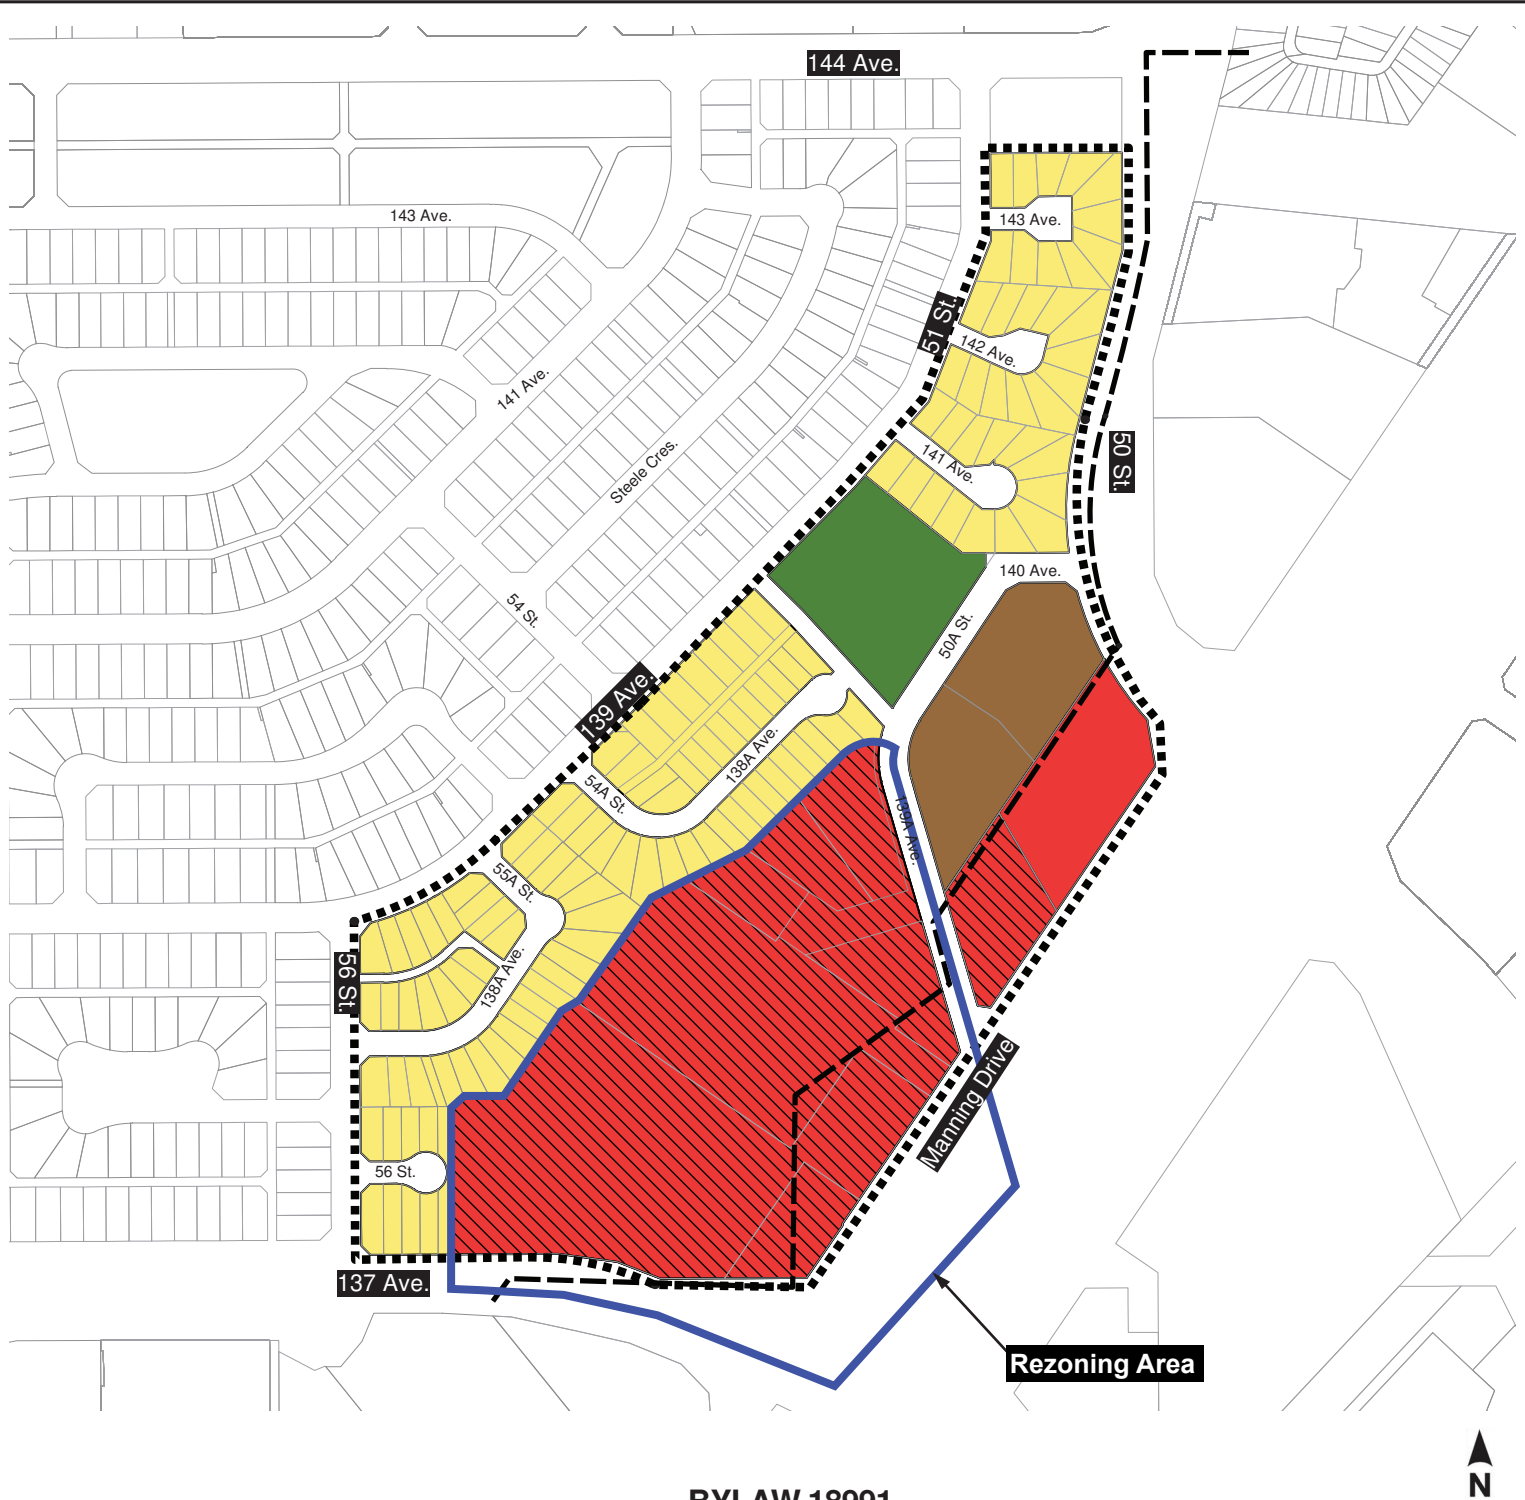 144 Ave.
143 Ave.
143 Ave.
51 St.
142 Ave.
141 Ave.
50 St.
141 Ave.
Steele Cres.
140 Ave.
54 St.
50A St.
139 Ave.
138A Ave.
54A St.
139A Ave.
55A St.
56 St.
138A Ave.
Manning Drive
56 St.
137 Ave.
Rezoning Area
N
BYLAW 18991